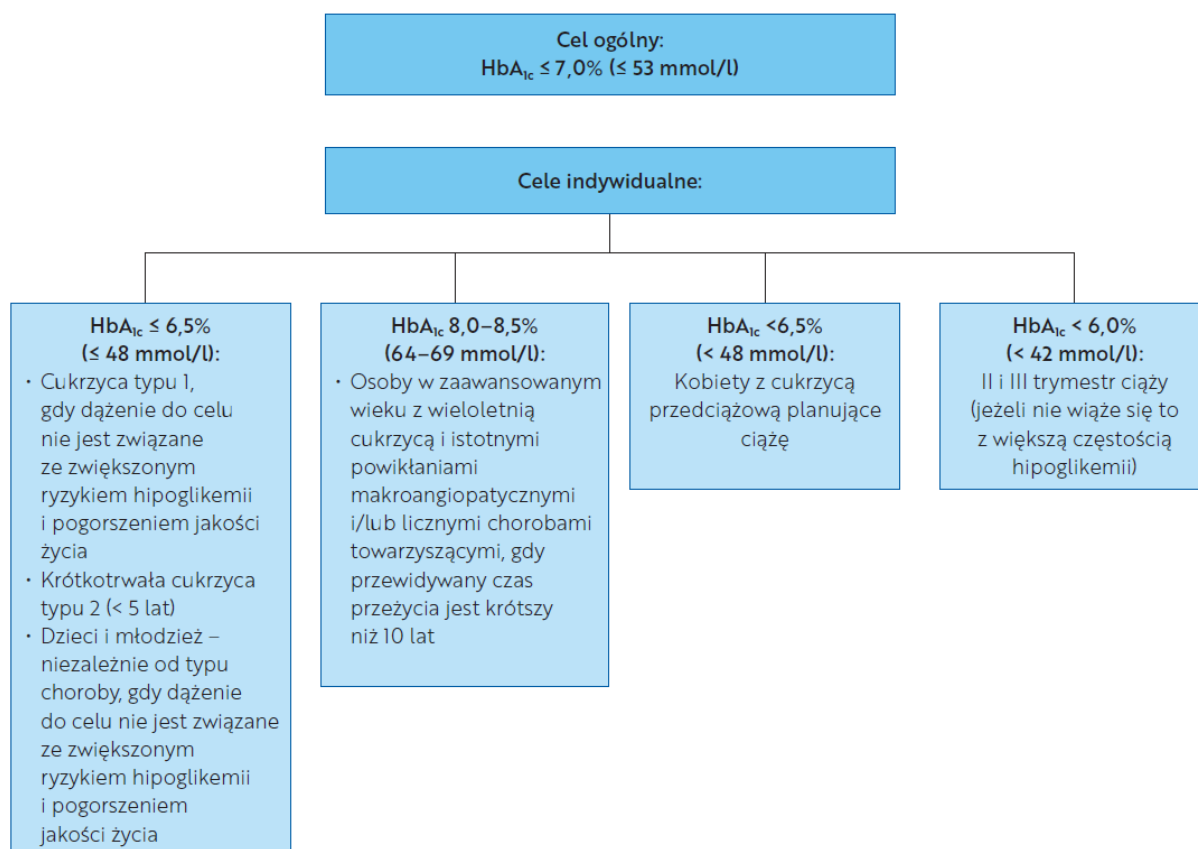 Cel ogólny:
HbA₁c ≤ 7,0% (≤ 53 mmol/l)
Cele indywidualne:
HbA₁c ≤ 6,5%
(≤ 48 mmol/l):
· Cukrzyca typu 1,
gdy dążenie do celu
nie jest związane
ze zwiększonym
ryzykiem hipoglikemii
i pogorszeniem jakości
życia
· Krótkotrwała cukrzyca
typu 2 (< 5 lat)
· Dzieci i młodzież –
niezależnie od typu
choroby, gdy dążenie
do celu nie jest związane
ze zwiększonym
ryzykiem hipoglikemii
i pogorszeniem
jakości życia
HbA₁c 8,0–8,5%
(64–69 mmol/l):
· Osoby w zaawansowanym
wieku z wieloletnią
cukrzycą i istotnymi
powikłaniami
makroangiopatycznymi
i/lub licznymi chorobami
towarzyszącymi, gdy
przewidywany czas
przeżycia jest krótszy
niż 10 lat
HbA₁c <6,5%
(< 48 mmol/l):
Kobiety z cukrzycą
przedciążową planujące
ciążę
HbA₁c < 6,0%
(< 42 mmol/l):
II i III trymestr ciąży
(jeżeli nie wiąże się to
z większą częstością
hipoglikemii)